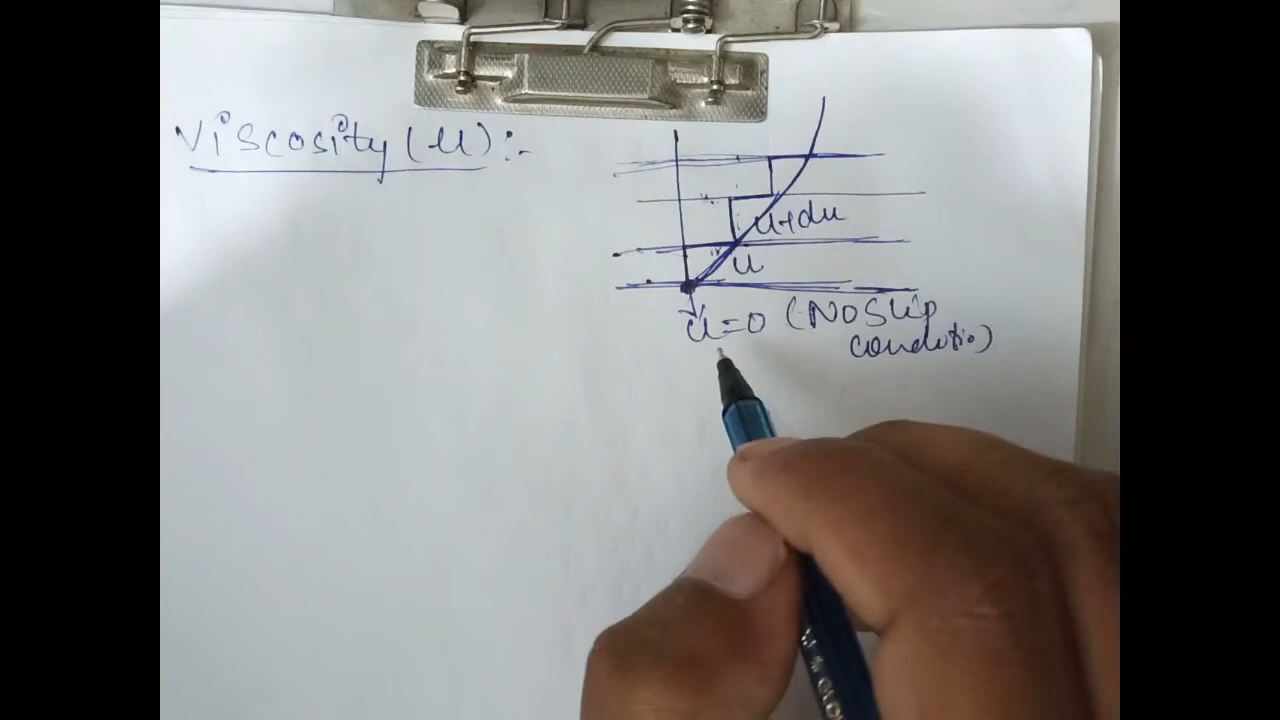 Viscosity (μ) :-
u+du
u
u=0 (No Slip
condition)